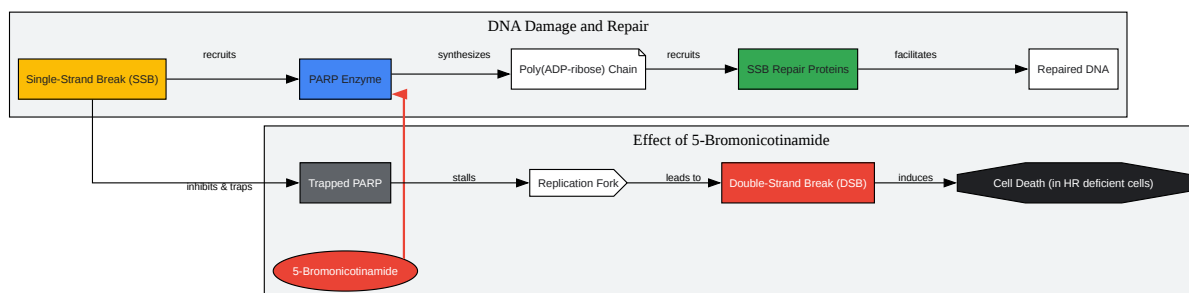 DNA Damage and Repair
recruits
synthesizes
recruits
facilitates
Single-Strand Break (SSB)
PARP Enzyme
Poly(ADP-ribose) Chain
SSB Repair Proteins
Repaired DNA
Effect of 5-Bromonicotinamide
inhibits & traps
Trapped PARP
stalls
Replication Fork
leads to
Double-Strand Break (DSB)
induces
Cell Death (in HR deficient cells)
5-Bromonicotinamide